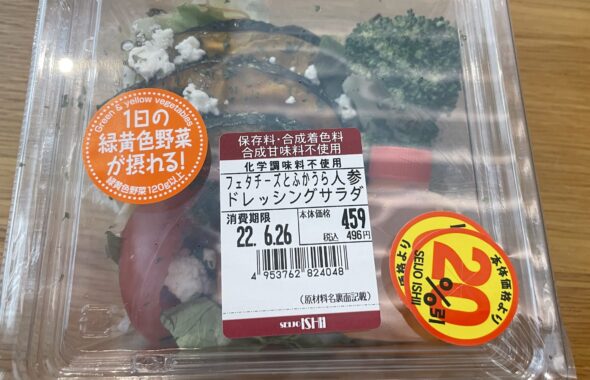 Green & yellow vegetables
1日の
緑黄色野菜
が摂れる!
緑黄色野菜120g以上
保存料・合成着色料
合成甘味料不使用
化学調味料不使用
フェタチーズとふかうら人参
ドレッシングサラダ
消費期限
本体価格
459
22. 6.26
税込
496円
4 953762 824048
(原材料名裏面記載)
SEIJO ISHII
本体価格より
20%引
SEIJO ISHII